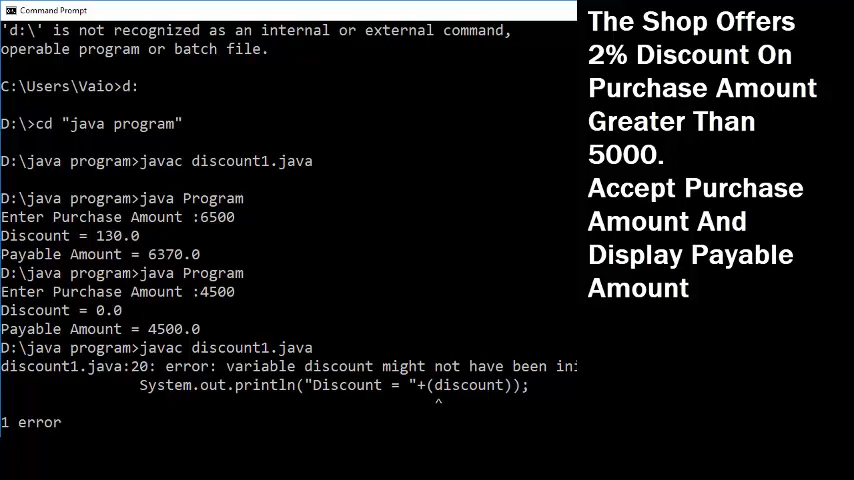 Command Prompt
'd:\' is not recognized as an internal or external command,
operable program or batch file.
C:\Users\Vaio>d:
D:\>cd "java program"
D:\java program>javac discount1.java
D:\java program>java Program
Enter Purchase Amount :6500
Discount = 130.0
Payable Amount = 6370.0
D:\java program>java Program
Enter Purchase Amount :4500
Discount = 0.0
Payable Amount = 4500.0
D:\java program>javac discount1.java
discount1.java:20: error: variable discount might not have been ini
System.out.println("Discount = "+(discount));
^
1 error
The Shop Offers
2% Discount On
Purchase Amount
Greater Than
5000.
Accept Purchase
Amount And
Display Payable
Amount